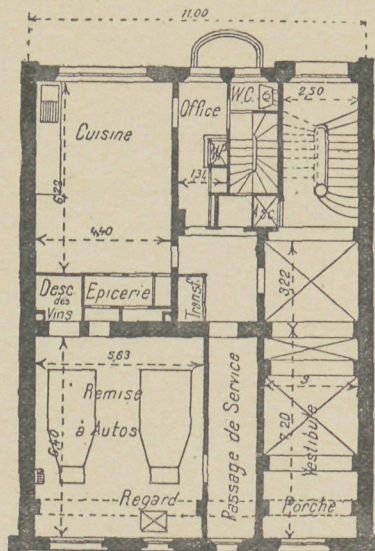 11,00
Office
W.C.
2,50
Cuisine
6,20
1,34
4,40
Desc.
des
Vins
Epicerie
Transf.
3,22
5,63
Remise
à Autos
6,40
Passage de Service
7,20
Vestibule
Regard
Porche